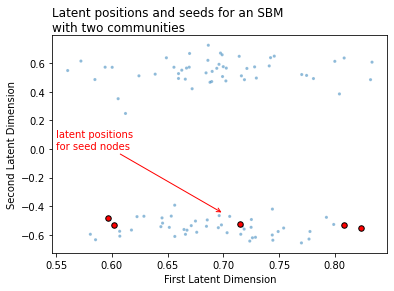 Latent positions and seeds for an SBM
with two communities
Second Latent Dimension
0.6
0.4
0.2
0.0
−0.2
−0.4
−0.6
latent positions
for seed nodes
0.55
0.60
0.65
0.70
0.75
0.80
First Latent Dimension